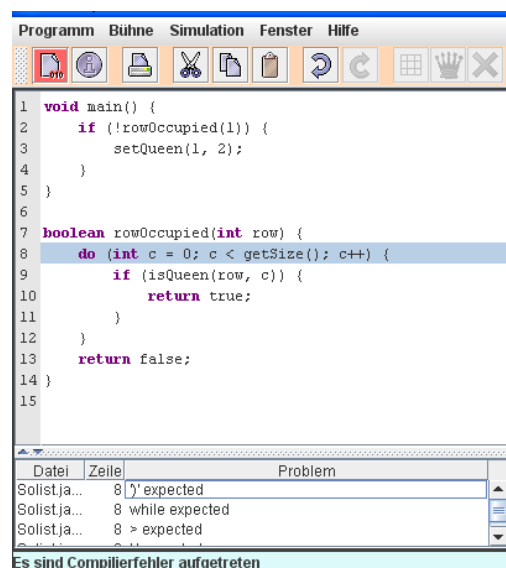 Programm Bühne Simulation Fenster Hilfe
010
1 void main() {
2 if (!rowOccupied(1)) {
3 setQueen(1, 2);
4 }
5 }
6
7 boolean rowOccupied(int row) {
8 do (int c = 0; c < getSize(); c++) {
9 if (isQueen(row, c)) {
10 return true;
11 }
12 }
13 return false;
14 }
15
Datei Zeile Problem
Solist.ja... 8 ')' expected
Solist.ja... 8 while expected
Solist.ja... 8 > expected
Es sind Compilierfehler aufgetreten